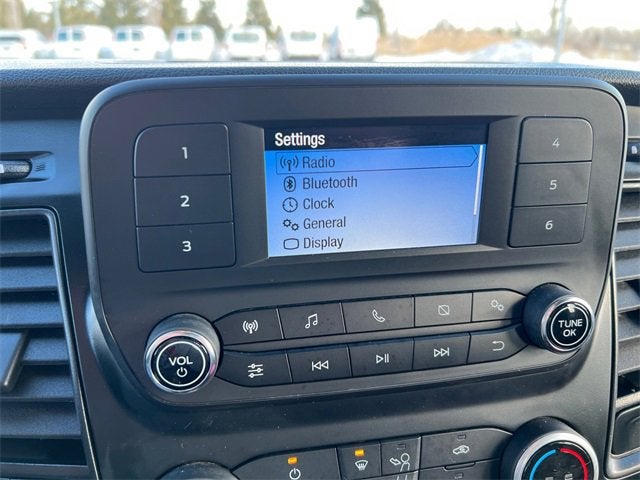 Settings
Radio
Bluetooth
Clock
General
Display
1
2
3
4
5
6
VOL
TUNE
OK